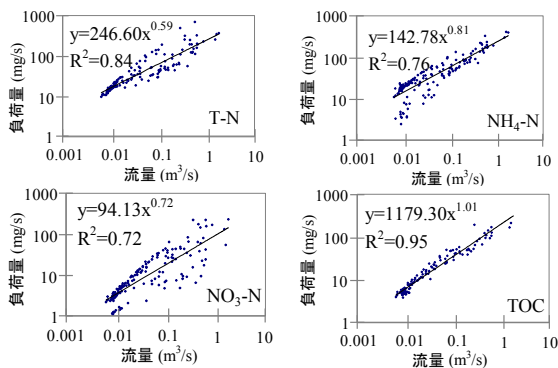 負荷量 (mg/s)
1000
100
10
1
y=246.60x^0.59
R²=0.84
T-N
0.001 0.01 0.1 1 10
流量 (m³/s)
負荷量 (mg/s)
1000
100
10
1
y=142.78x^0.81
R²=0.76
NH₄-N
0.001 0.01 0.1 1 10
流量 (m³/s)
負荷量 (mg/s)
1000
100
10
1
y=94.13x^0.72
R²=0.72
NO₃-N
0.001 0.01 0.1 1 10
流量 (m³/s)
負荷量 (mg/s)
1000
100
10
1
y=1179.30x^1.01
R²=0.95
TOC
0.001 0.01 0.1 1 10
流量 (m³/s)